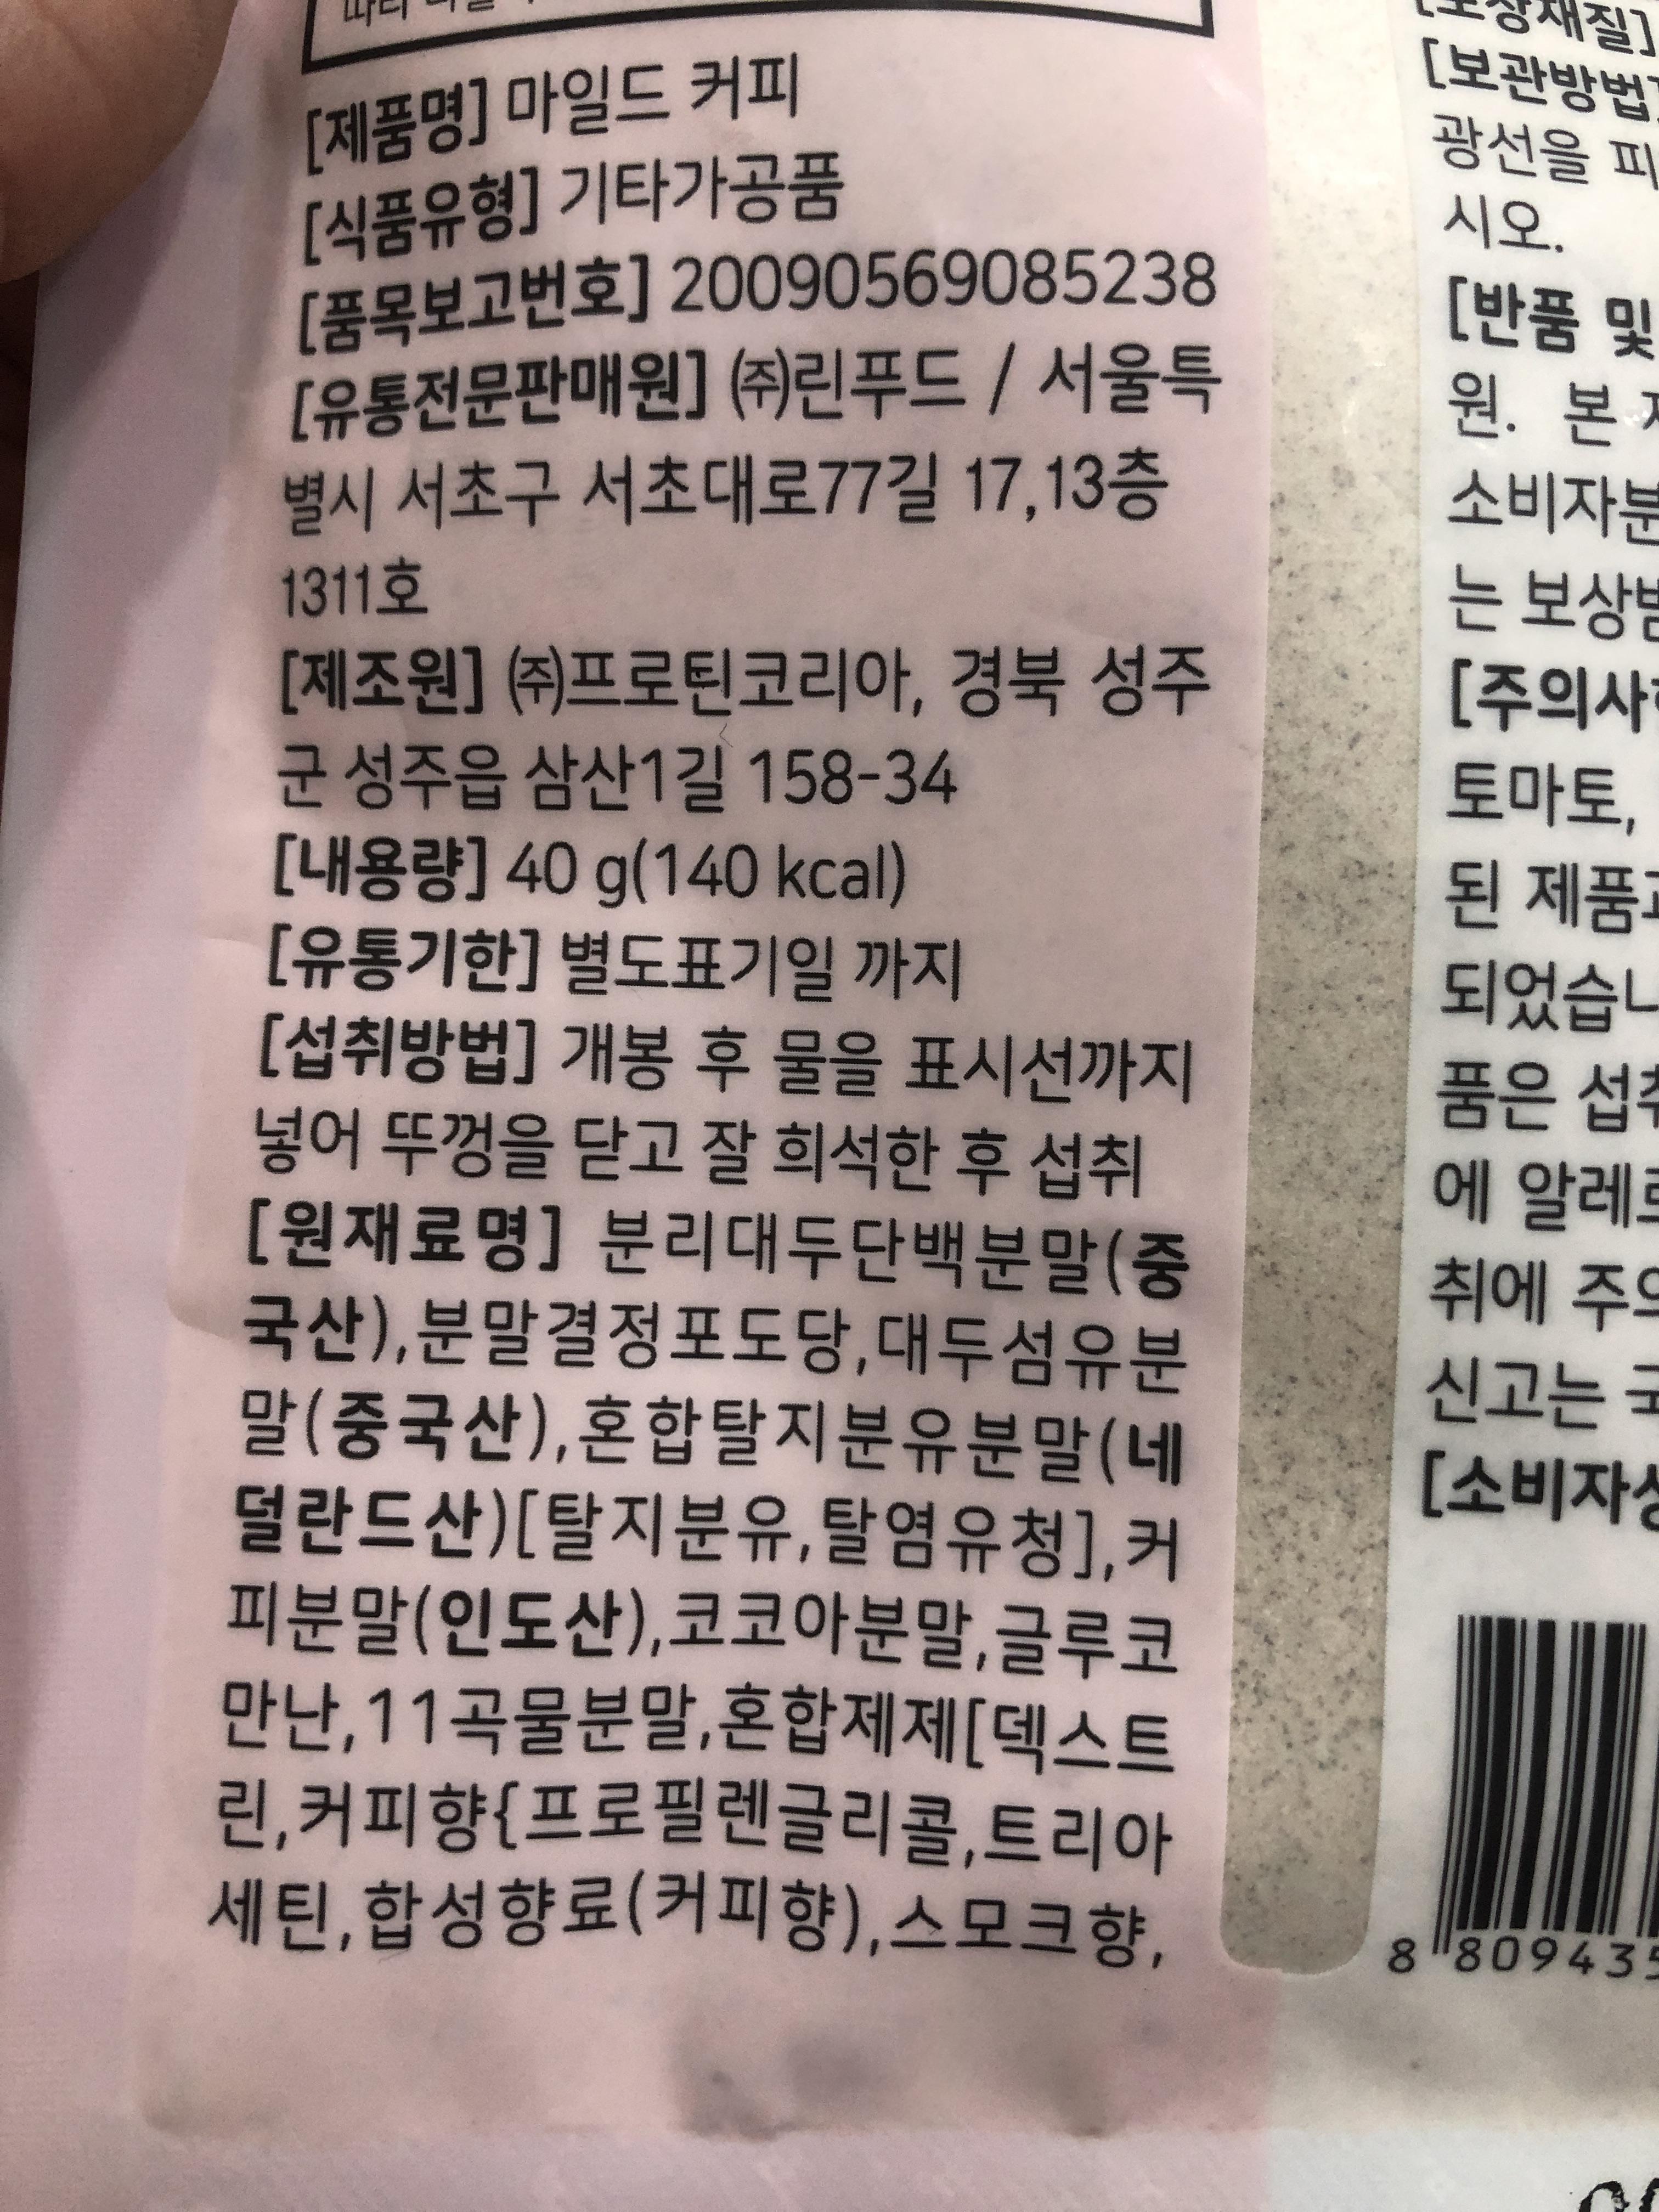 [제품명] 마일드 커피
[식품유형] 기타가공품
[품목보고번호] 20090569085238
[유통전문판매원] ㈜린푸드 / 서울특
별시 서초구 서초대로77길 17,13층
1311호
[제조원] ㈜프로틴코리아, 경북 성주
군 성주읍 삼산1길 158-34
[내용량] 40 g(140 kcal)
[유통기한] 별도표기일 까지
[섭취방법] 개봉 후 물을 표시선까지
넣어 뚜껑을 닫고 잘 희석한 후 섭취
[원재료명] 분리대두단백분말(중
국산),분말결정포도당,대두섬유분
말(중국산),혼합탈지분유분말(네
덜란드산)[탈지분유,탈염유청],커
피분말(인도산),코코아분말,글루코
만난,11곡물분말,혼합제제[덱스트
린,커피향{프로필렌글리콜,트리아
세틴,합성향료(커피향),스모크향,
[보관방법]
광선을 피
시오.
[반품 및
원. 본
소비자분
는 보상
[주의사
토마토,
된 제품
되었습니
품은 섭
에 알레르
취에 주의
신고는
[소비자
8 809435